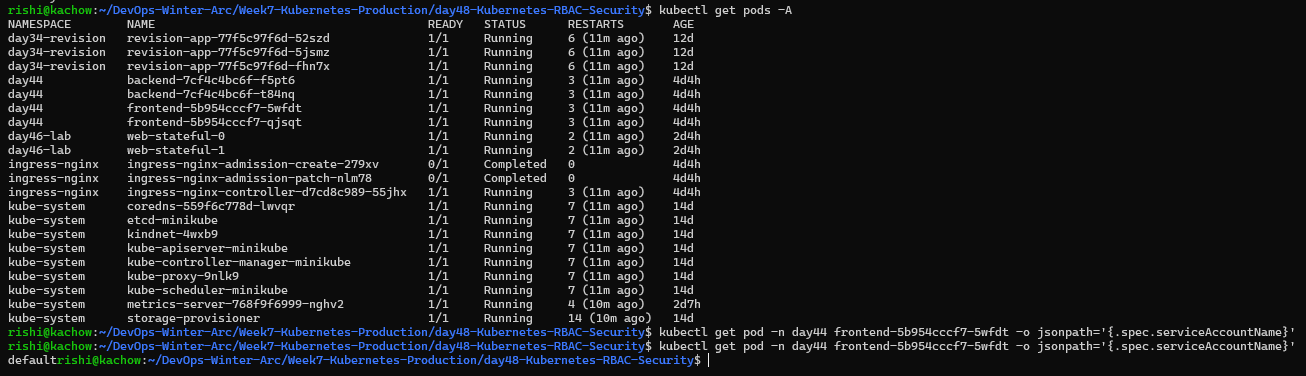 rishi@kachow:~/DevOps-Winter-Arc/Week7-Kubernetes-Production/day48-Kubernetes-RBAC-Security$ kubectl get pods -A
NAMESPACE       NAME                                        READY   STATUS      RESTARTS       AGE
day34-revision  revision-app-77f5c97f6d-52szd               1/1     Running     6 (11m ago)    12d
day34-revision  revision-app-77f5c97f6d-5jsmz               1/1     Running     6 (11m ago)    12d
day34-revision  revision-app-77f5c97f6d-fhn7x               1/1     Running     6 (11m ago)    12d
day44           backend-7cf4c4bc6f-f5pt6                    1/1     Running     3 (11m ago)    4d4h
day44           backend-7cf4c4bc6f-t84nq                    1/1     Running     3 (11m ago)    4d4h
day44           frontend-5b954cccf7-5wfdt                   1/1     Running     3 (11m ago)    4d4h
day44           frontend-5b954cccf7-qjsqt                   1/1     Running     3 (11m ago)    4d4h
day46-lab       web-stateful-0                              1/1     Running     2 (11m ago)    2d4h
day46-lab       web-stateful-1                              1/1     Running     2 (11m ago)    2d4h
ingress-nginx   ingress-nginx-admission-create-279xv        0/1     Completed   0              4d4h
ingress-nginx   ingress-nginx-admission-patch-nlm78         0/1     Completed   0              4d4h
ingress-nginx   ingress-nginx-controller-d7cd8c989-55jhx    1/1     Running     3 (11m ago)    4d4h
kube-system     coredns-559f6c778d-lwvqr                    1/1     Running     7 (11m ago)    14d
kube-system     etcd-minikube                               1/1     Running     7 (11m ago)    14d
kube-system     kindnet-4wxb9                               1/1     Running     7 (11m ago)    14d
kube-system     kube-apiserver-minikube                     1/1     Running     7 (11m ago)    14d
kube-system     kube-controller-manager-minikube            1/1     Running     7 (11m ago)    14d
kube-system     kube-proxy-9nlk9                            1/1     Running     7 (11m ago)    14d
kube-system     kube-scheduler-minikube                     1/1     Running     7 (11m ago)    14d
kube-system     metrics-server-768f9f6999-nghv2             1/1     Running     4 (10m ago)    2d7h
kube-system     storage-provisioner                         1/1     Running     14 (10m ago)   14d
rishi@kachow:~/DevOps-Winter-Arc/Week7-Kubernetes-Production/day48-Kubernetes-RBAC-Security$ kubectl get pod -n day44 frontend-5b954cccf7-5wfdt -o jsonpath='{.spec.serviceAccountName}'
rishi@kachow:~/DevOps-Winter-Arc/Week7-Kubernetes-Production/day48-Kubernetes-RBAC-Security$ kubectl get pod -n day44 frontend-5b954cccf7-5wfdt -o jsonpath='{.spec.serviceAccountName}'
defaultrishi@kachow:~/DevOps-Winter-Arc/Week7-Kubernetes-Production/day48-Kubernetes-RBAC-Security$